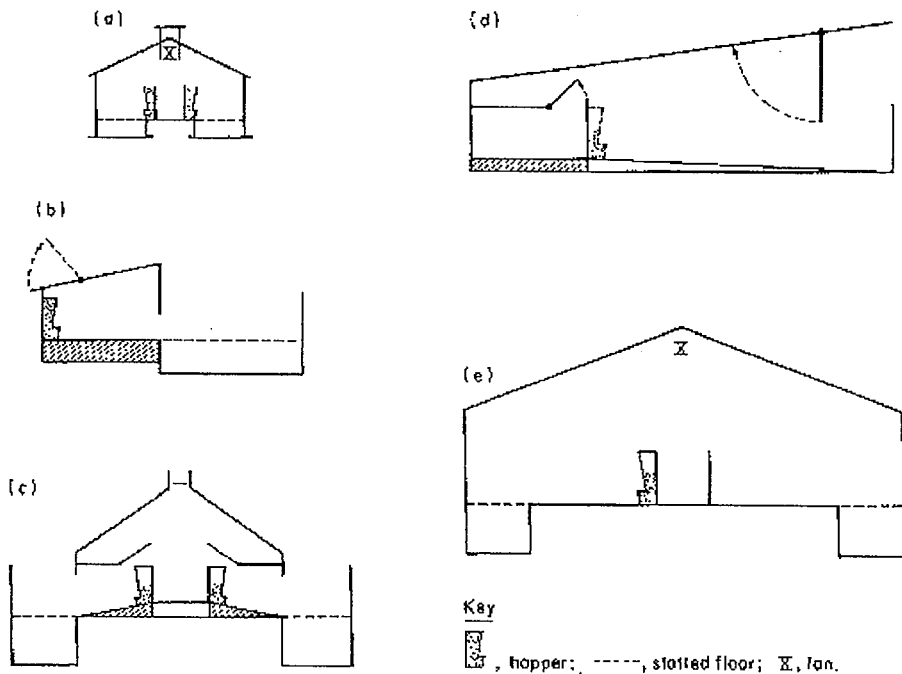 (a)
(d)
(b)
(e)
(c)
Key
, hopper; -----, slotted floor; X, fan.